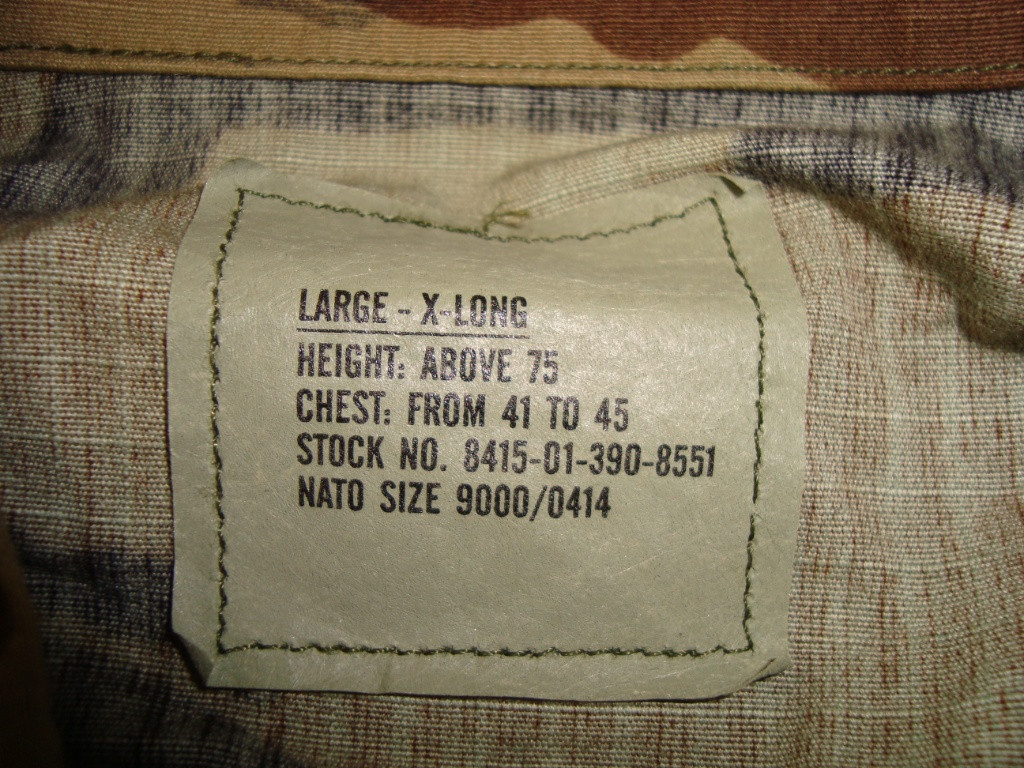 LARGE - X-LONG
HEIGHT: ABOVE 75
CHEST: FROM 41 TO 45
STOCK NO. 8415-01-390-8551
NATO SIZE 9000/0414